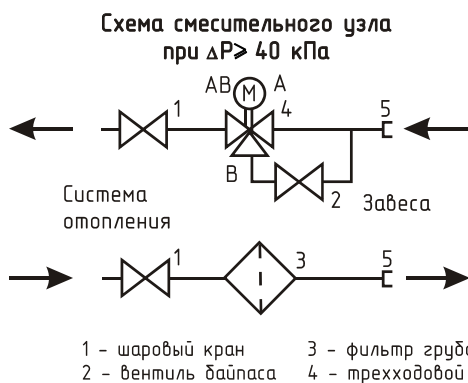 Схема смесительного узла
при ΔP⩾ 40 кПа
АВ М А
1 4 5
В
2
Система
отопления
Завеса
1 3 5
1 - шаровый кран 3 - фильтр
2 - вентиль байпаса 4 - трехходовой